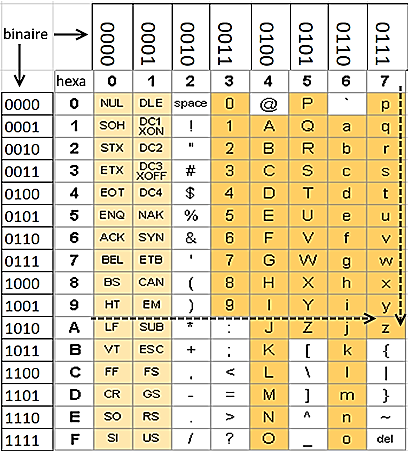 binaire 0000 0001 0010 0011 0100 0101 0110 0111
hexa 0 1 2 3 4 5 6 7
0000 0 NUL DLE space 0 @ P ` p
0001 1 SOH DC1 XON ! 1 A Q a q
0010 2 STX DC2 " 2 B R b r
0011 3 ETX DC3 XOFF # 3 C S c s
0100 4 EOT DC4 $ 4 D T d t
0101 5 ENQ NAK % 5 E U e u
0110 6 ACK SYN & 6 F V f v
0111 7 BEL ETB ' 7 G W g w
1000 8 BS CAN ( 8 H X h x
1001 9 HT EM ) 9 I Y i y
1010 A LF SUB * : J Z j z
1011 B VT ESC + ; K [ k {
1100 C FF FS , < L \ l |
1101 D CR GS - = M ] m }
1110 E SO RS . > N ^ n ~
1111 F SI US / ? O _ o del